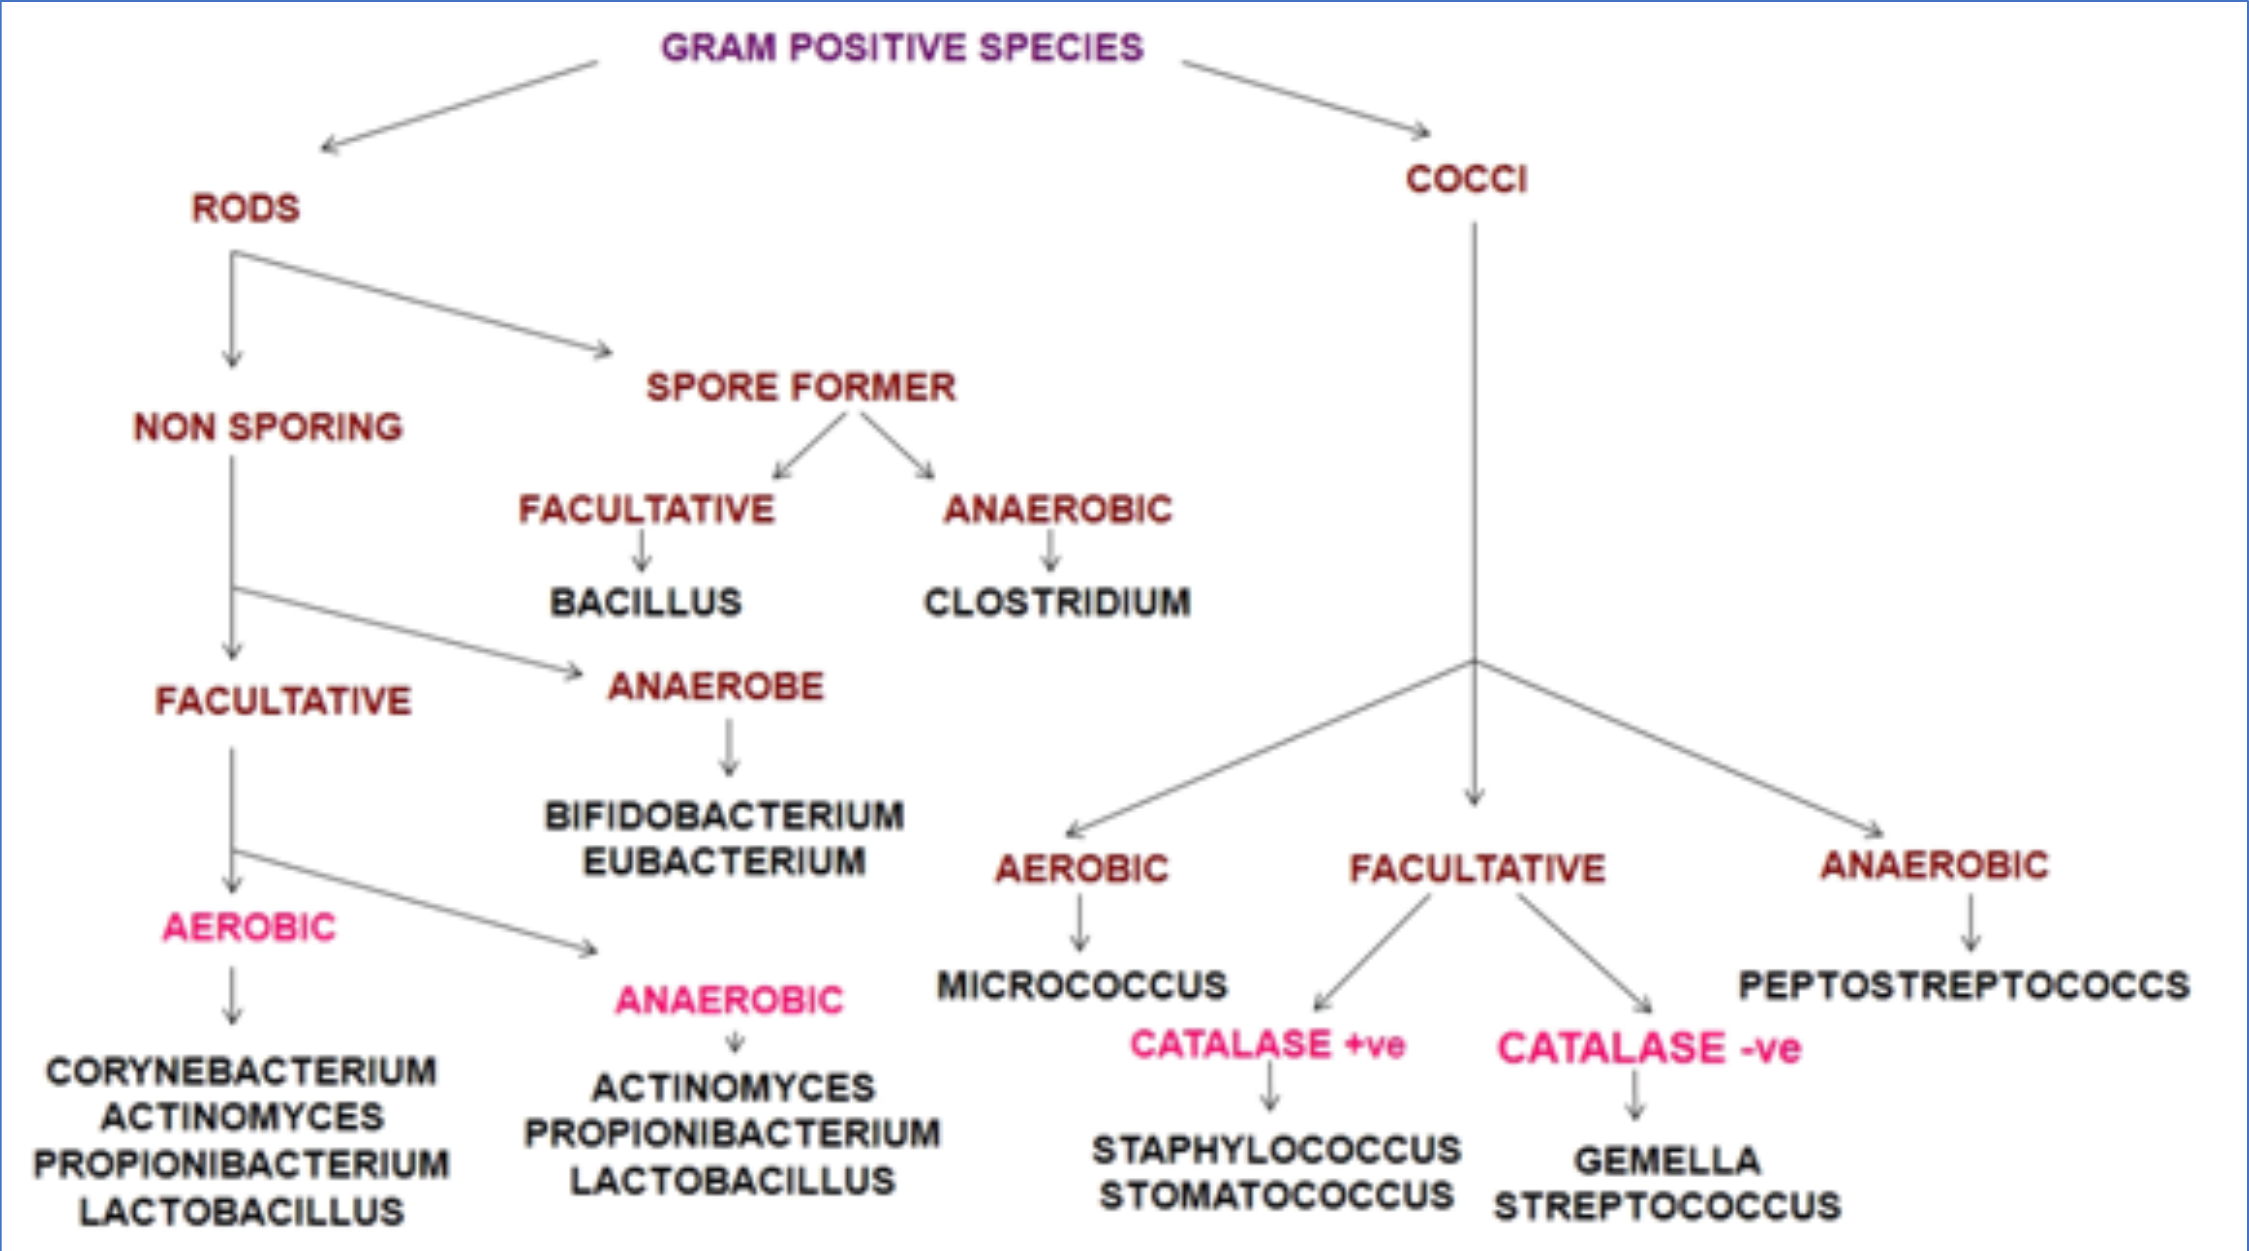 GRAM POSITIVE SPECIES
RODS
COCCI
NON SPORING
SPORE FORMER
FACULTATIVE
ANAEROBIC
BACILLUS
CLOSTRIDIUM
FACULTATIVE
ANAEROBE
BIFIDOBACTERIUM
EUBACTERIUM
AEROBIC
ANAEROBIC
CORYNEBACTERIUM
ACTINOMYCES
PROPIONIBACTERIUM
LACTOBACILLUS
ACTINOMYCES
PROPIONIBACTERIUM
LACTOBACILLUS
AEROBIC
FACULTATIVE
ANAEROBIC
MICROCOCCUS
PEPTOSTREPTOCOCCS
CATALASE +ve
CATALASE -ve
STAPHYLOCOCCUS
STOMATOCOCCUS
GEMELLA
STREPTOCOCCUS